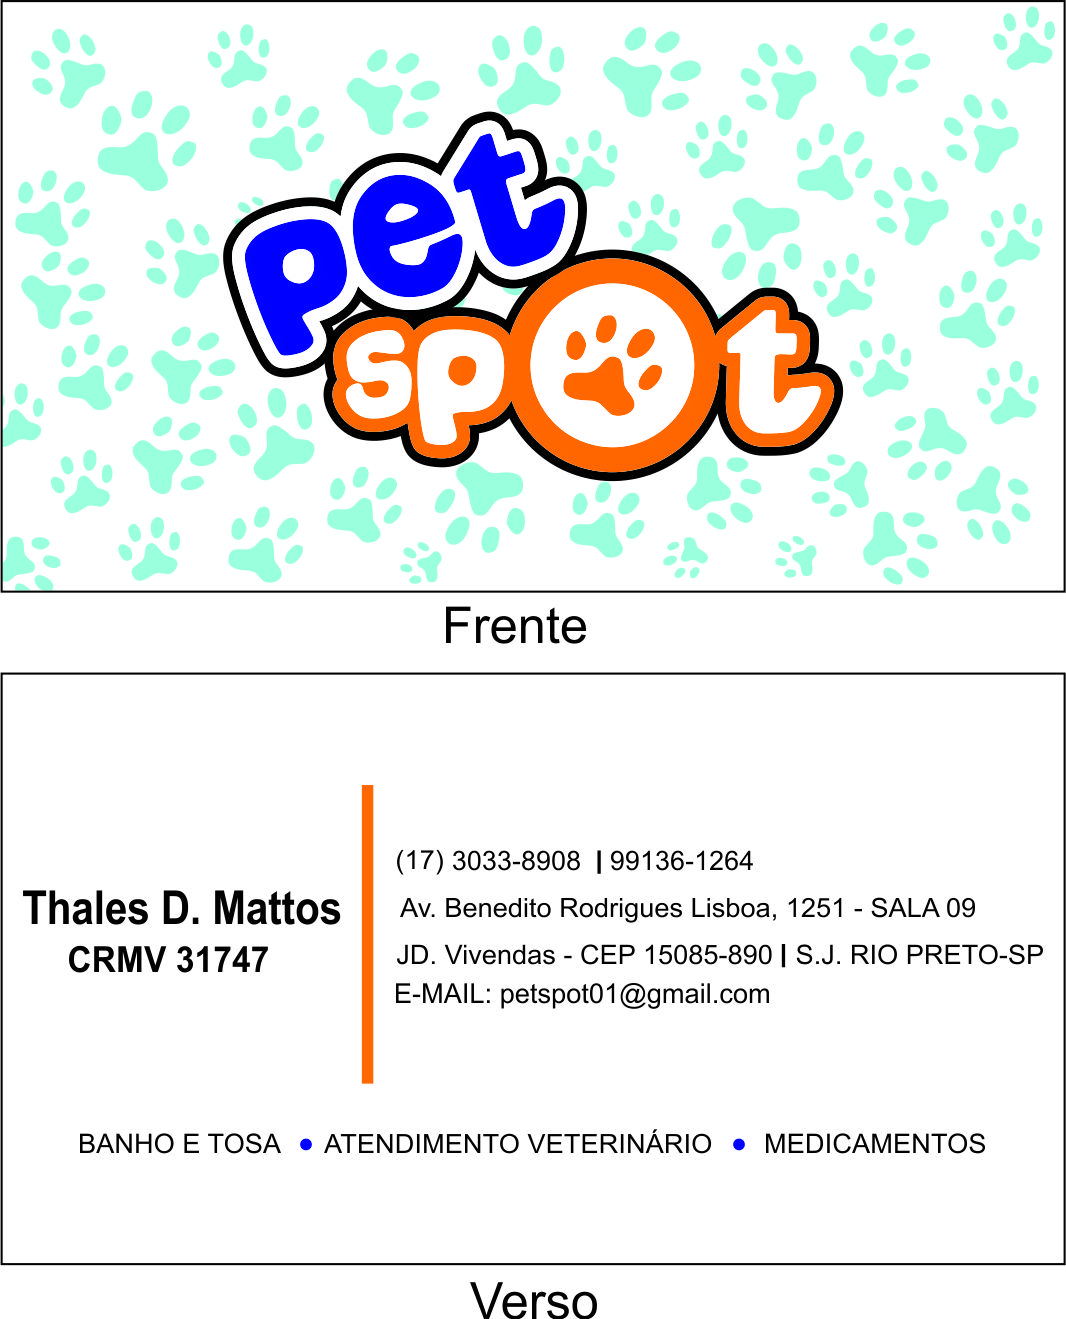 pet
spot
Frente
(17) 3033-8908 | 99136-1264
Thales D. Mattos
CRMV 31747
Av. Benedito Rodrigues Lisboa, 1251 - SALA 09
JD. Vivendas - CEP 15085-890 | S.J. RIO PRETO-SP
E-MAIL: petspot01@gmail.com
BANHO E TOSA • ATENDIMENTO VETERINÁRIO • MEDICAMENTOS
Verso